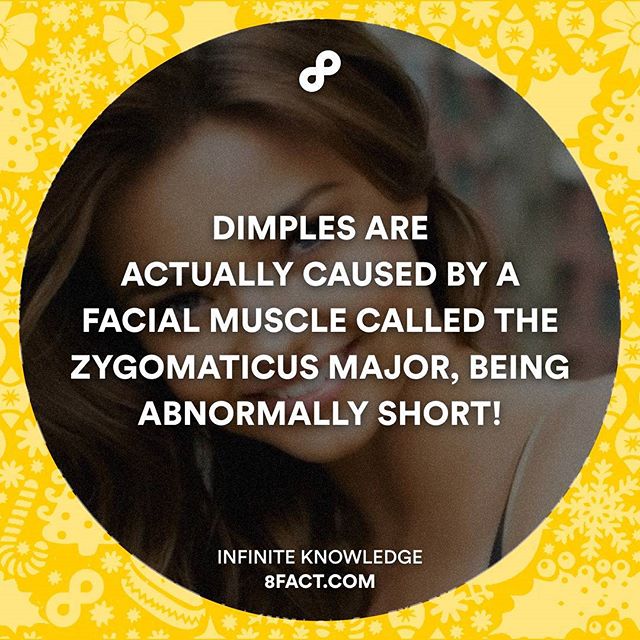 DIMPLES ARE
ACTUALLY CAUSED BY A
FACIAL MUSCLE CALLED THE
ZYGOMATICUS MAJOR, BEING
ABNORMALLY SHORT!
INFINITE KNOWLEDGE
8FACT.COM